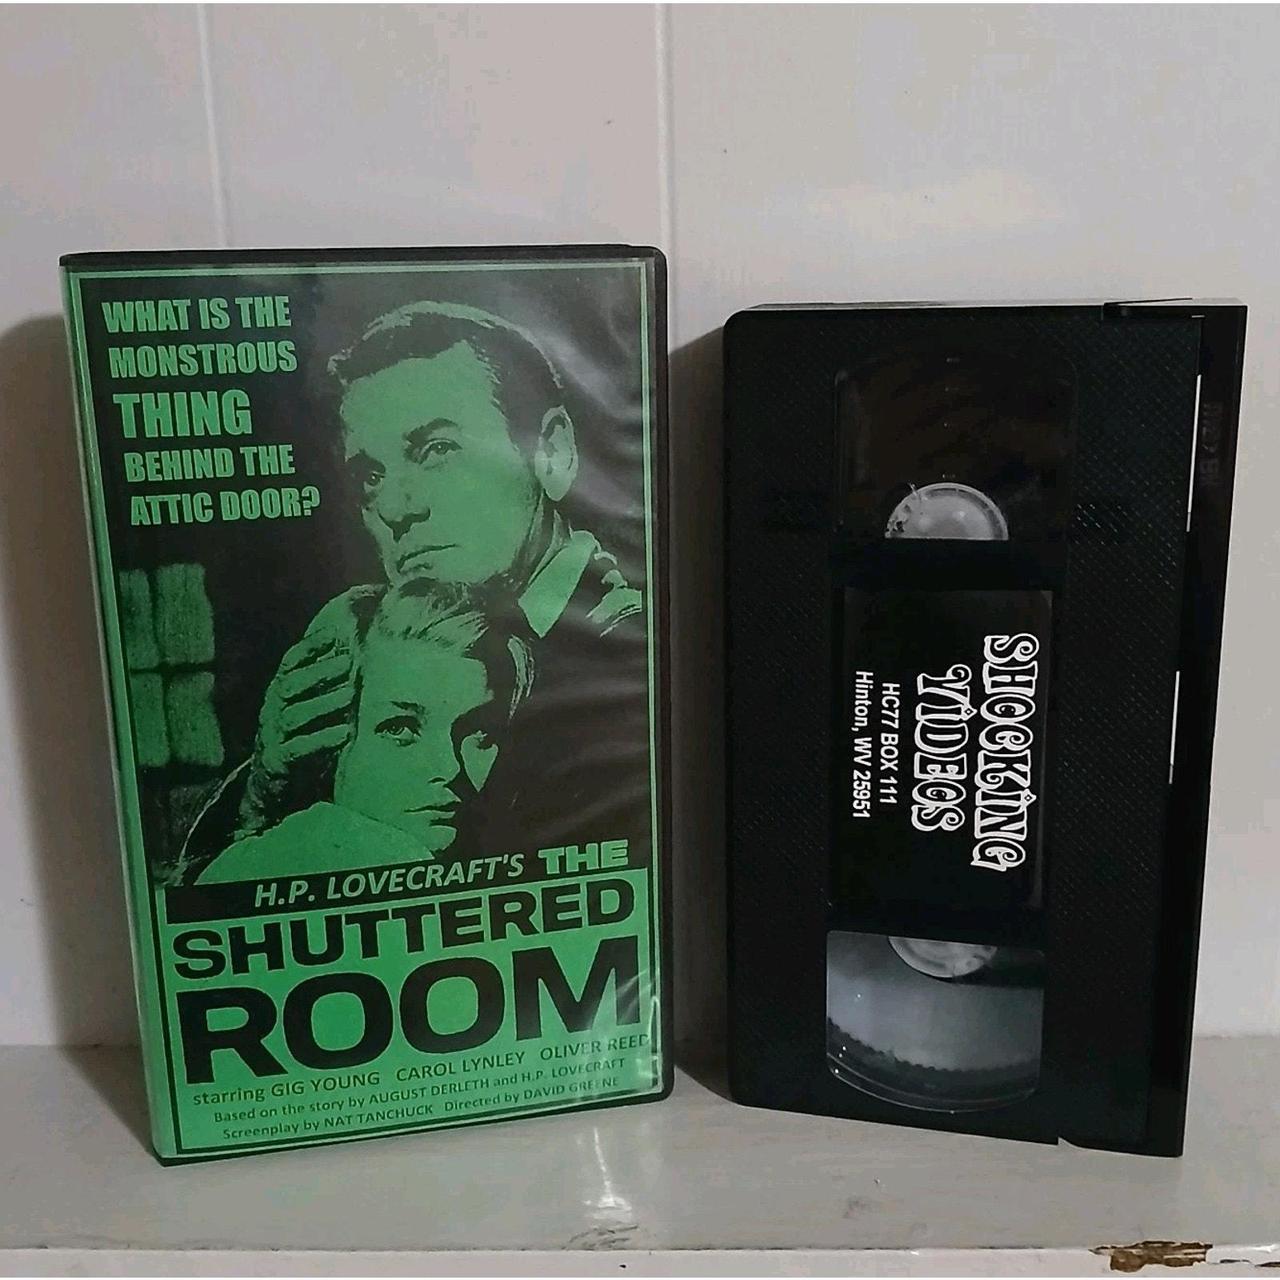 WHAT IS THE
MONSTROUS
THING
BEHIND THE
ATTIC DOOR?
H.P. LOVECRAFT'S THE
SHUTTERED
ROOM
starring GIG YOUNG CAROL LYNLEY OLIVER REED
Based on the story by AUGUST DERLETH and H.P. LOVECRAFT
Screenplay by NAT TANCHUCK Directed by DAVID GREENE
SHOCKING
VIDEOS
HC77 BOX 111
Hinton, WV 25951